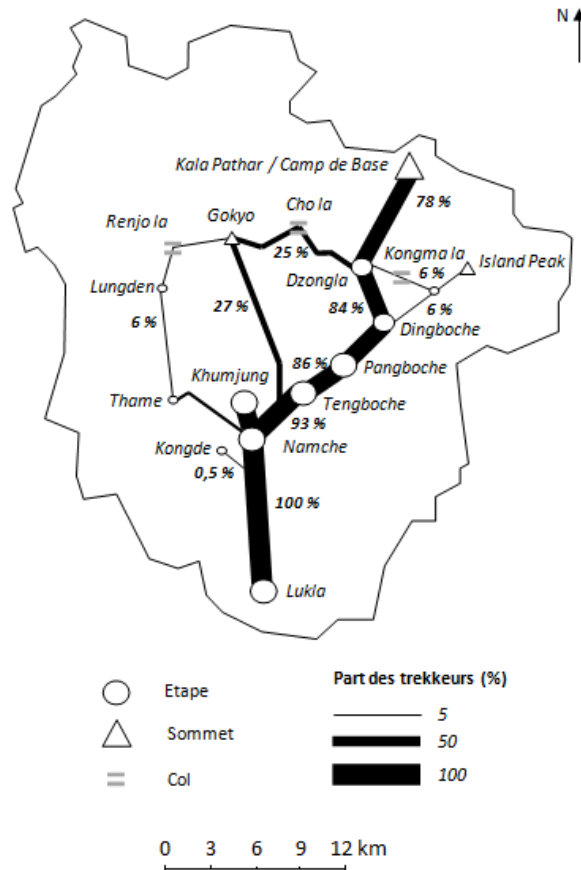 N
Kala Pathar / Camp de Base
78 %
Cho la
Renjo la
Gokyo
25 %
Kongma la
6 %
Island Peak
Dzongla
Lungden
6 %
27 %
84 %
6 %
Dingboche
86 %
Pangboche
Khumjung
Thame
Tengboche
93 %
Kongde
Namche
0,5 %
100 %
Lukla
Etape
Sommet
Col
Part des trekkeurs (%)
5
50
100
0 3 6 9 12 km